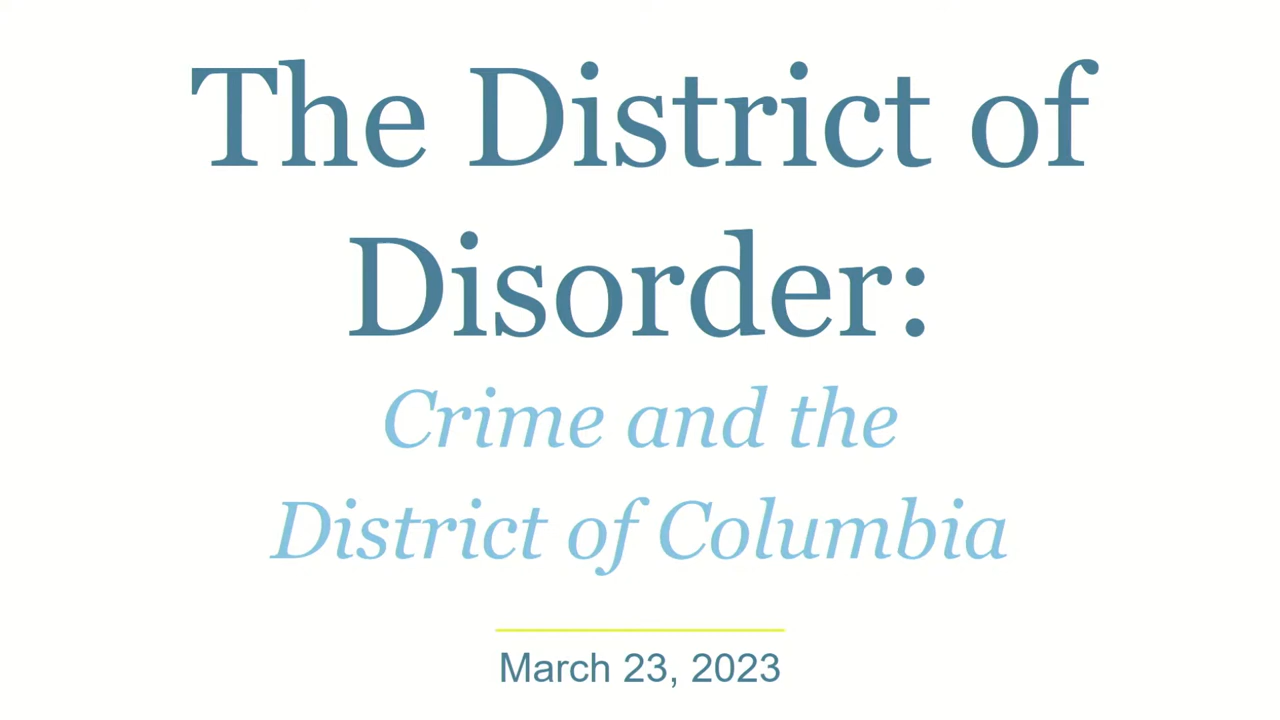 The District of
Disorder:
Crime and the
District of Columbia
March 23, 2023